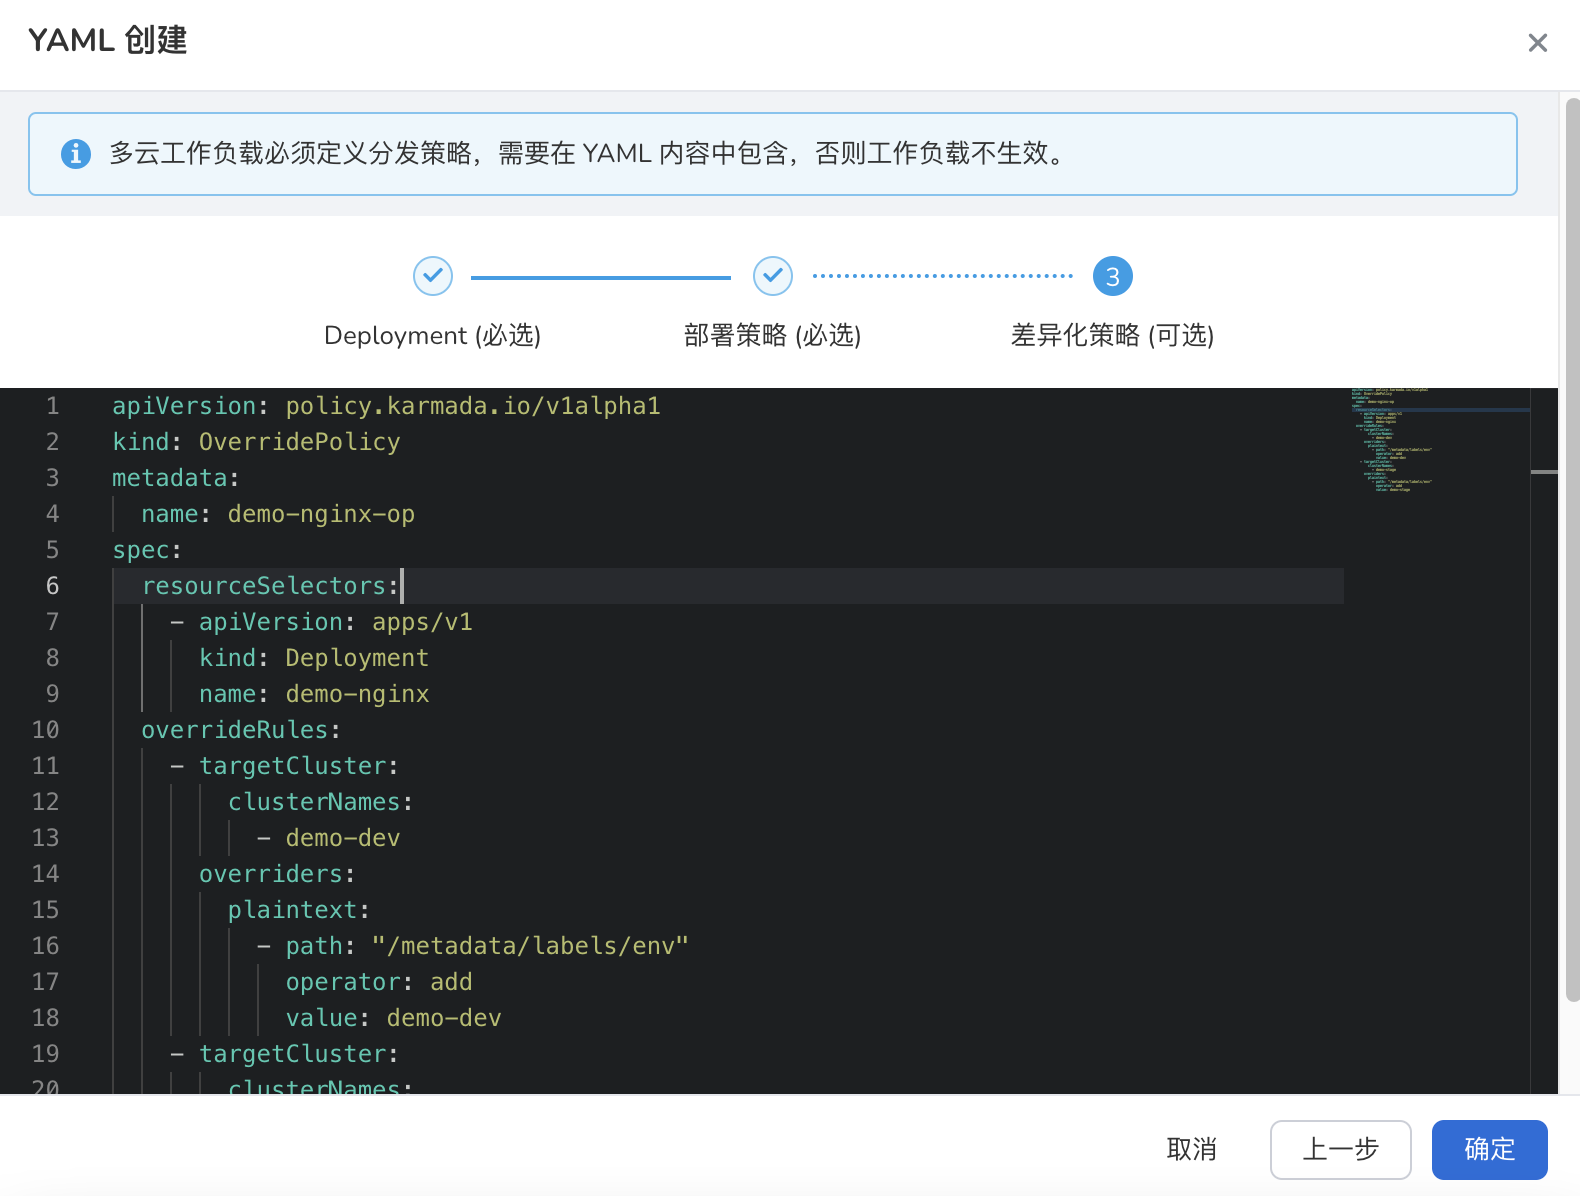 YAML 创建
多云工作负载必须定义分发策略，需要在 YAML 内容中包含，否则工作负载不生效。
3
Deployment (必选)
部署策略 (必选)
差异化策略 (可选)
1 apiVersion: policy.karmada.io/v1alpha1
2 kind: OverridePolicy
3 metadata:
4   name: demo-nginx-op
5 spec:
6   resourceSelectors:
7     - apiVersion: apps/v1
8       kind: Deployment
9       name: demo-nginx
10   overrideRules:
11     - targetCluster:
12         clusterNames:
13           - demo-dev
14       overriders:
15         plaintext:
16           - path: "/metadata/labels/env"
17             operator: add
18             value: demo-dev
19     - targetCluster:
20         clusterNames:
取消
上一步
确定